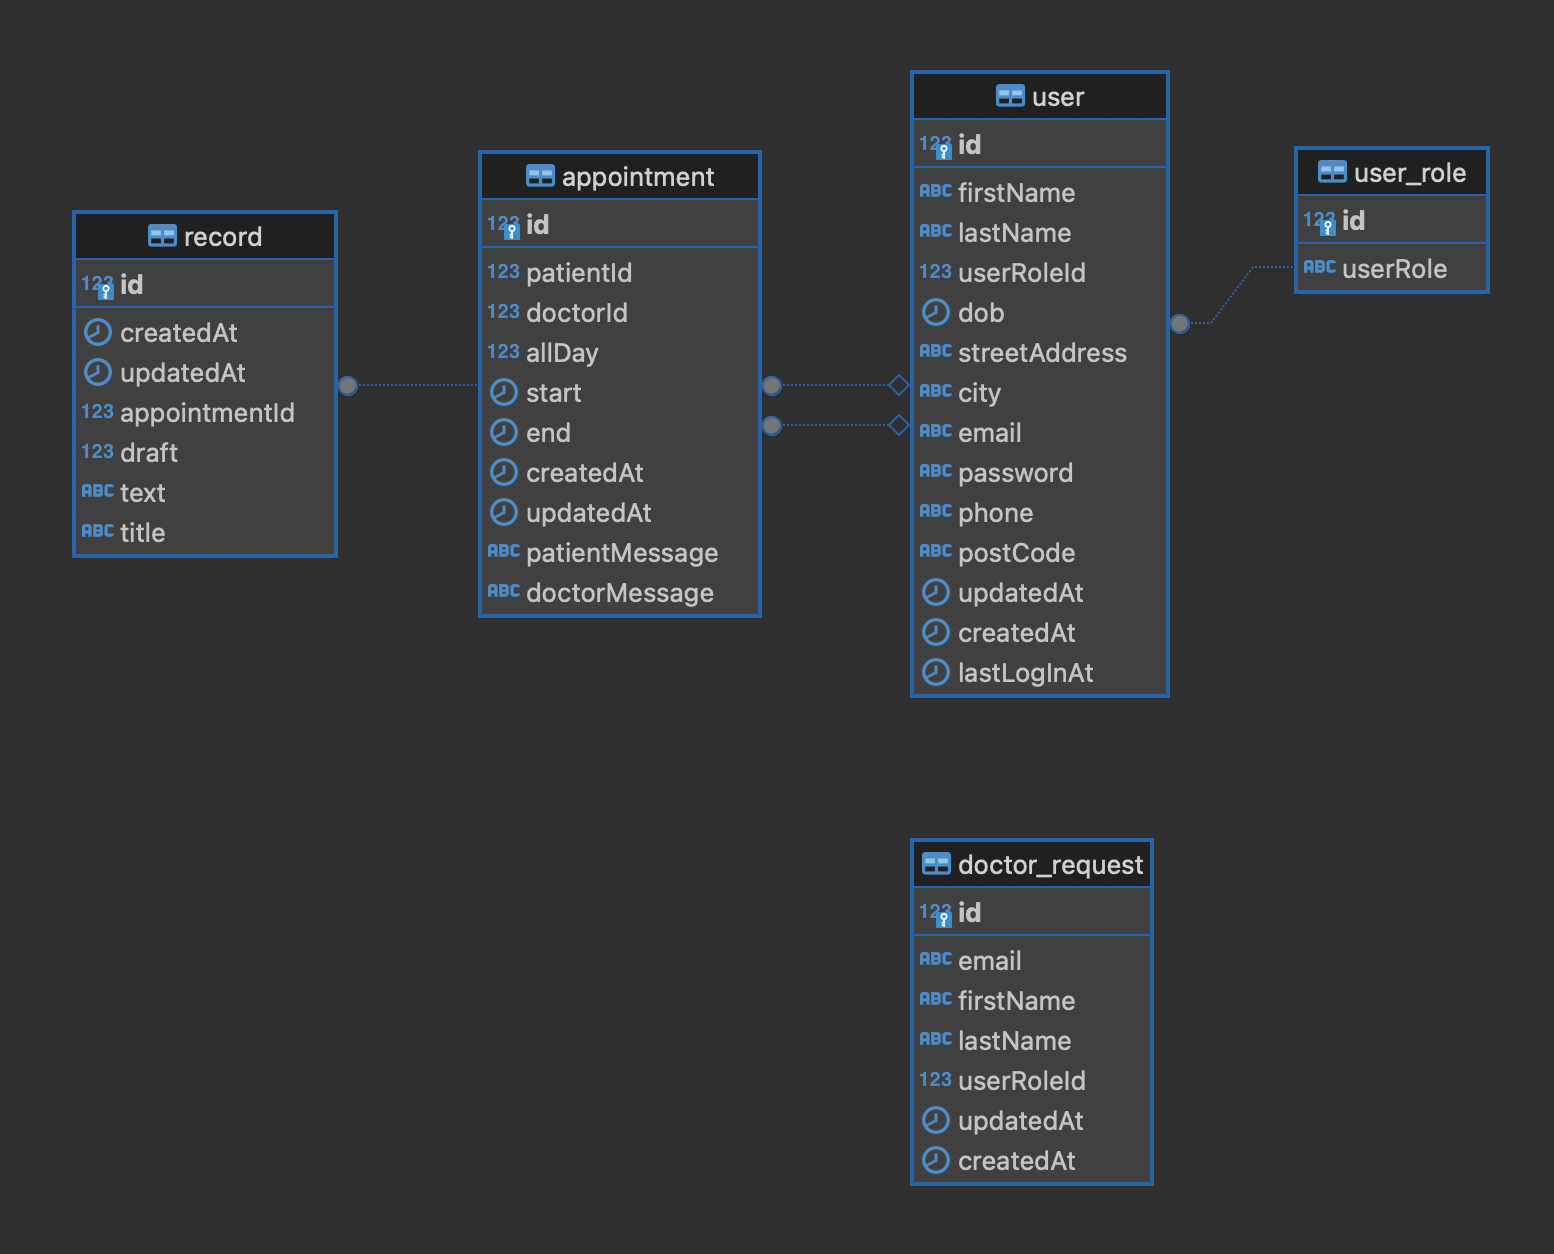 record
123 id
createdAt
updatedAt
123 appointmentId
123 draft
ABC text
ABC title
appointment
123 id
123 patientId
123 doctorId
123 allDay
start
end
createdAt
updatedAt
ABC patientMessage
ABC doctorMessage
user
123 id
ABC firstName
ABC lastName
123 userRoleId
dob
ABC streetAddress
ABC city
ABC email
ABC password
ABC phone
ABC postCode
updatedAt
createdAt
lastLogInAt
user_role
123 id
ABC userRole
doctor_request
123 id
ABC email
ABC firstName
ABC lastName
123 userRoleId
updatedAt
createdAt